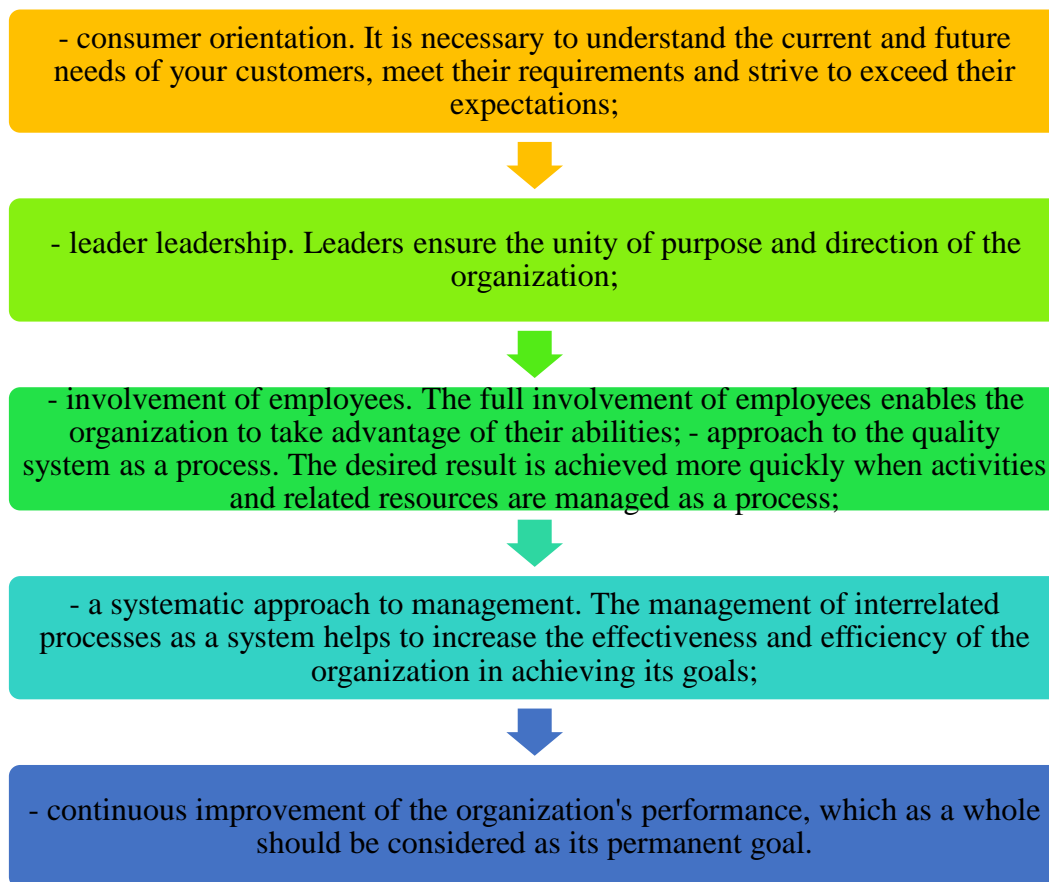 - consumer orientation. It is necessary to understand the current and future
needs of your customers, meet their requirements and strive to exceed their
expectations;
- leader leadership. Leaders ensure the unity of purpose and direction of the
organization;
- involvement of employees. The full involvement of employees enables the
organization to take advantage of their abilities; - approach to the quality
system as a process. The desired result is achieved more quickly when activities
and related resources are managed as a process;
- a systematic approach to management. The management of interrelated
processes as a system helps to increase the effectiveness and efficiency of the
organization in achieving its goals;
- continuous improvement of the organization's performance, which as a whole
should be considered as its permanent goal.